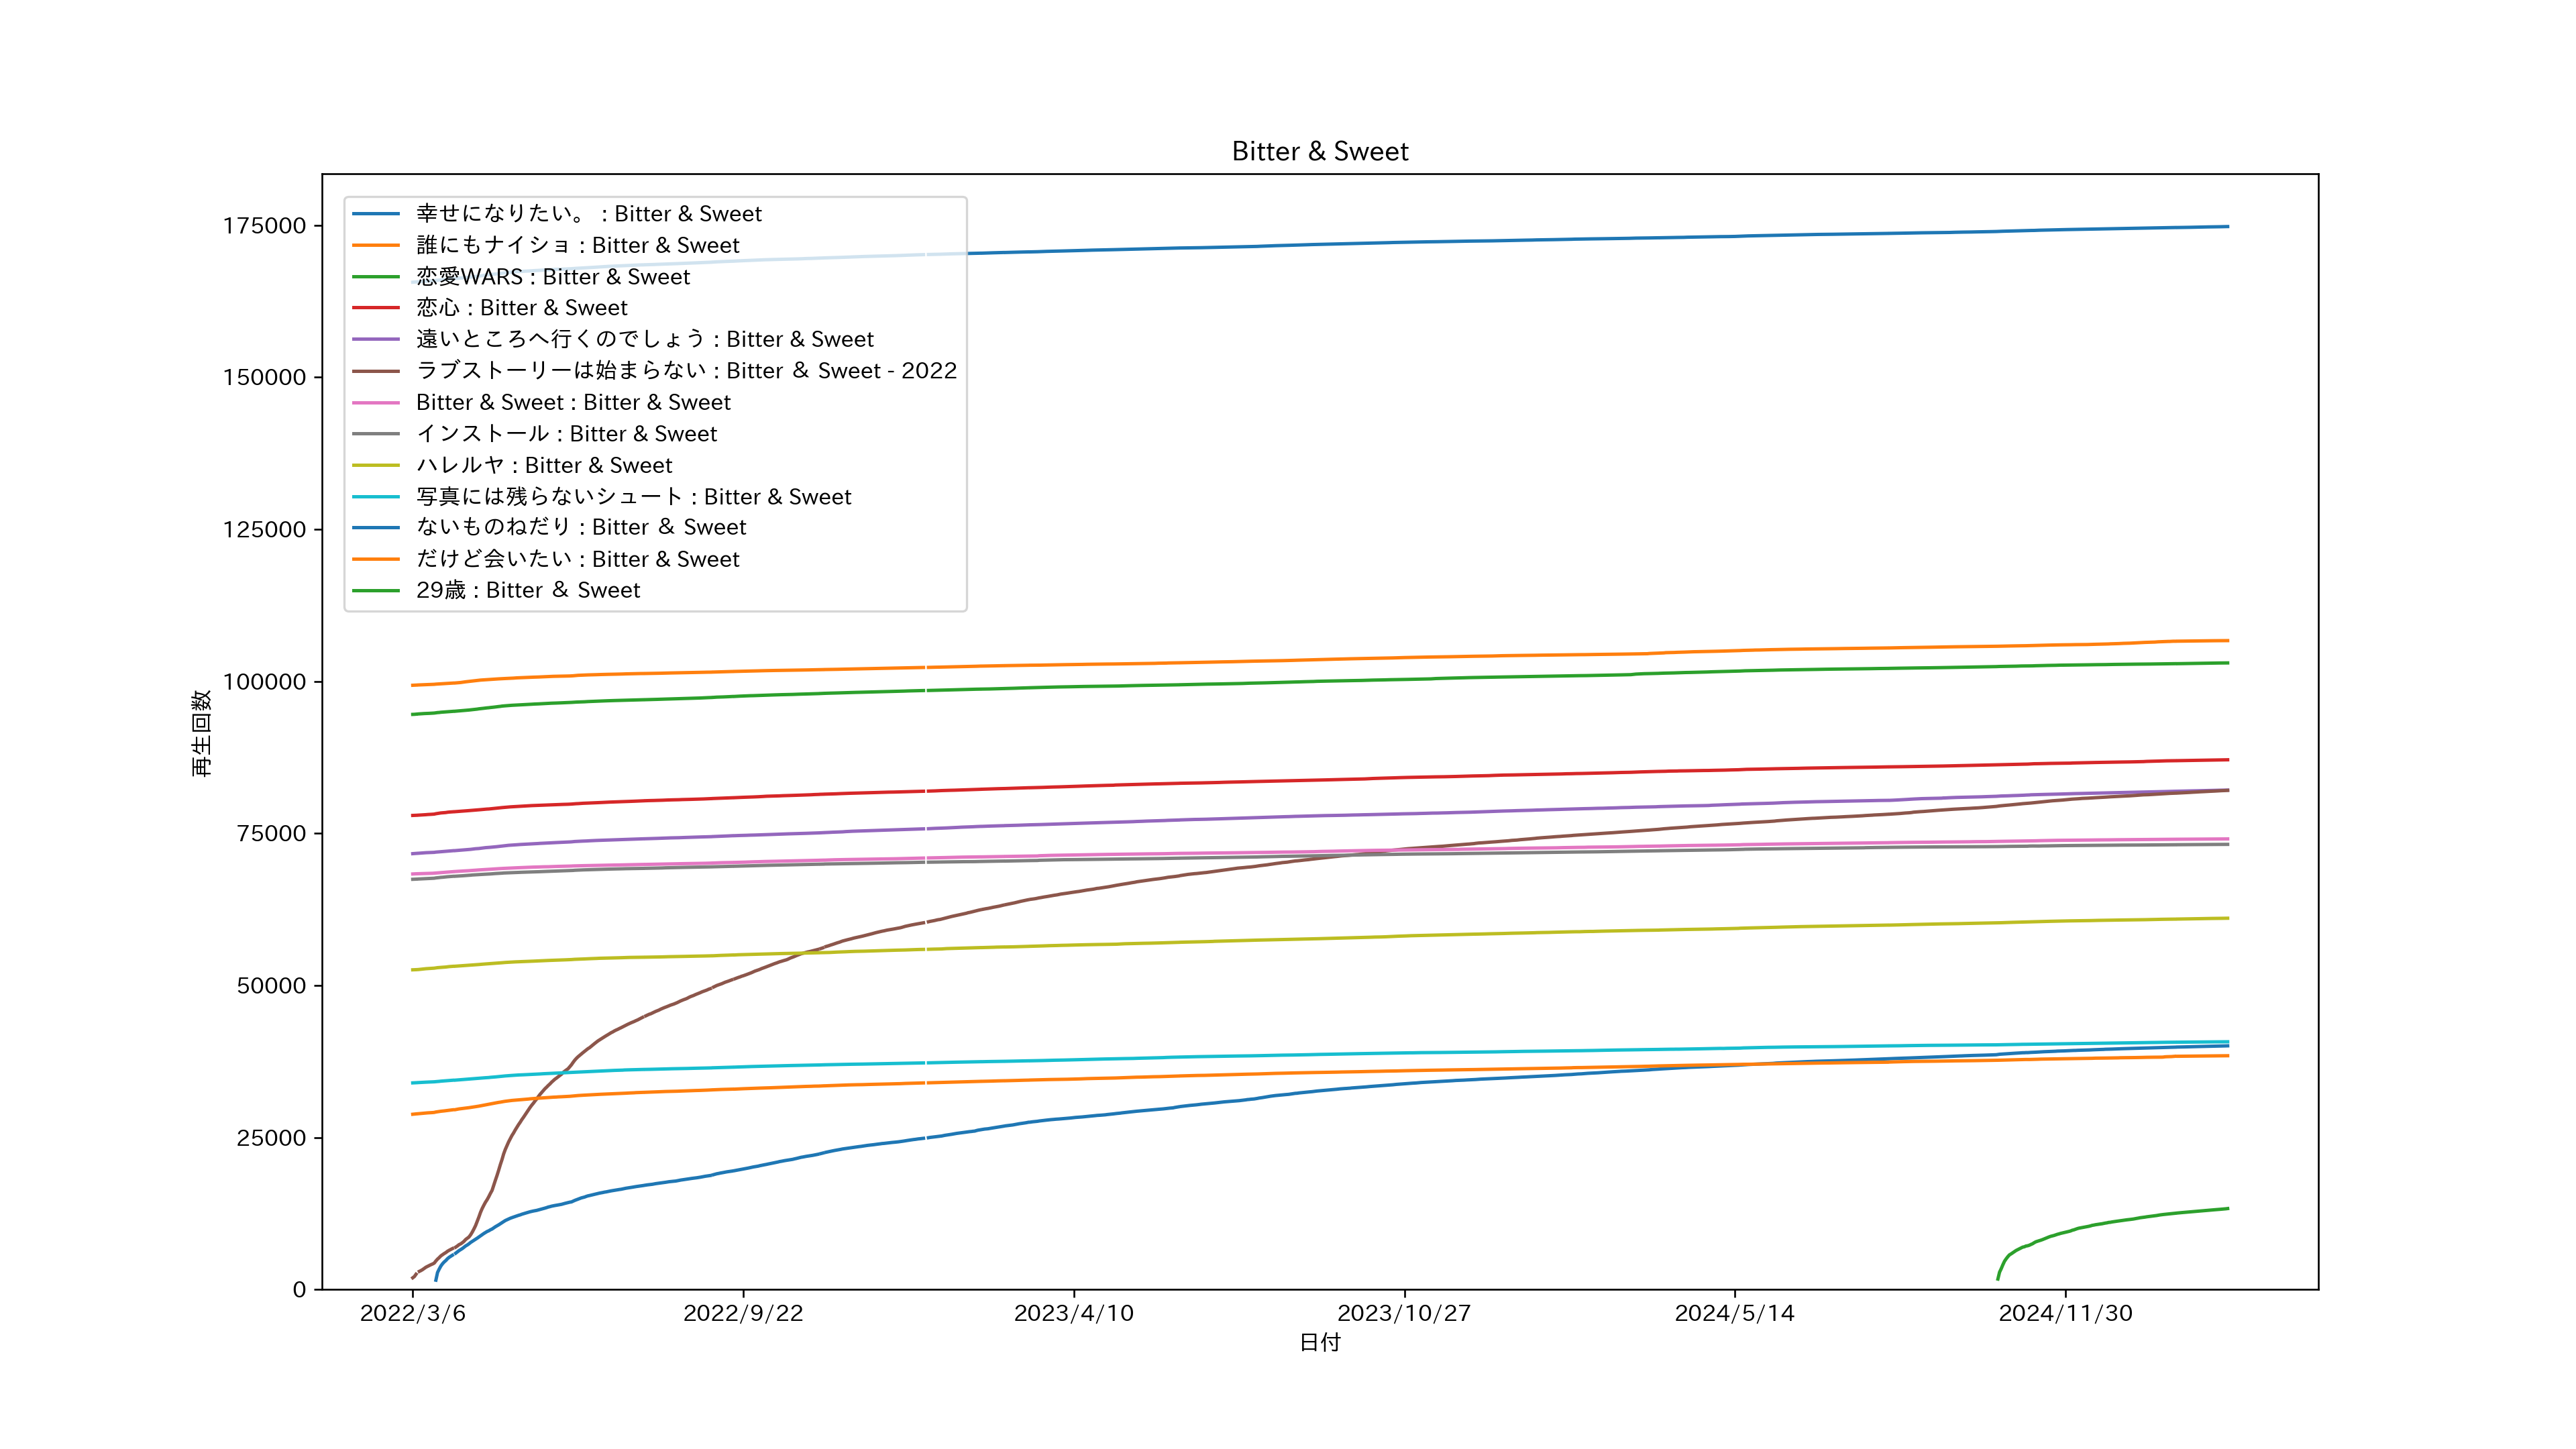 Bitter & Sweet
175000
150000
125000
100000
75000
50000
25000
0
再生回数
幸せになりたい。 : Bitter & Sweet
誰にもナイショ : Bitter & Sweet
恋愛WARS : Bitter & Sweet
恋心 : Bitter & Sweet
遠いところへ行くのでしょう : Bitter & Sweet
ラブストーリーは始まらない : Bitter ＆ Sweet - 2022
Bitter & Sweet : Bitter & Sweet
インストール : Bitter & Sweet
ハレルヤ : Bitter & Sweet
写真には残らないシュート : Bitter & Sweet
ないものねだり : Bitter ＆ Sweet
だけど会いたい : Bitter & Sweet
29歳 : Bitter ＆ Sweet
2022/3/6
2022/9/22
2023/4/10
2023/10/27
2024/5/14
2024/11/30
日付